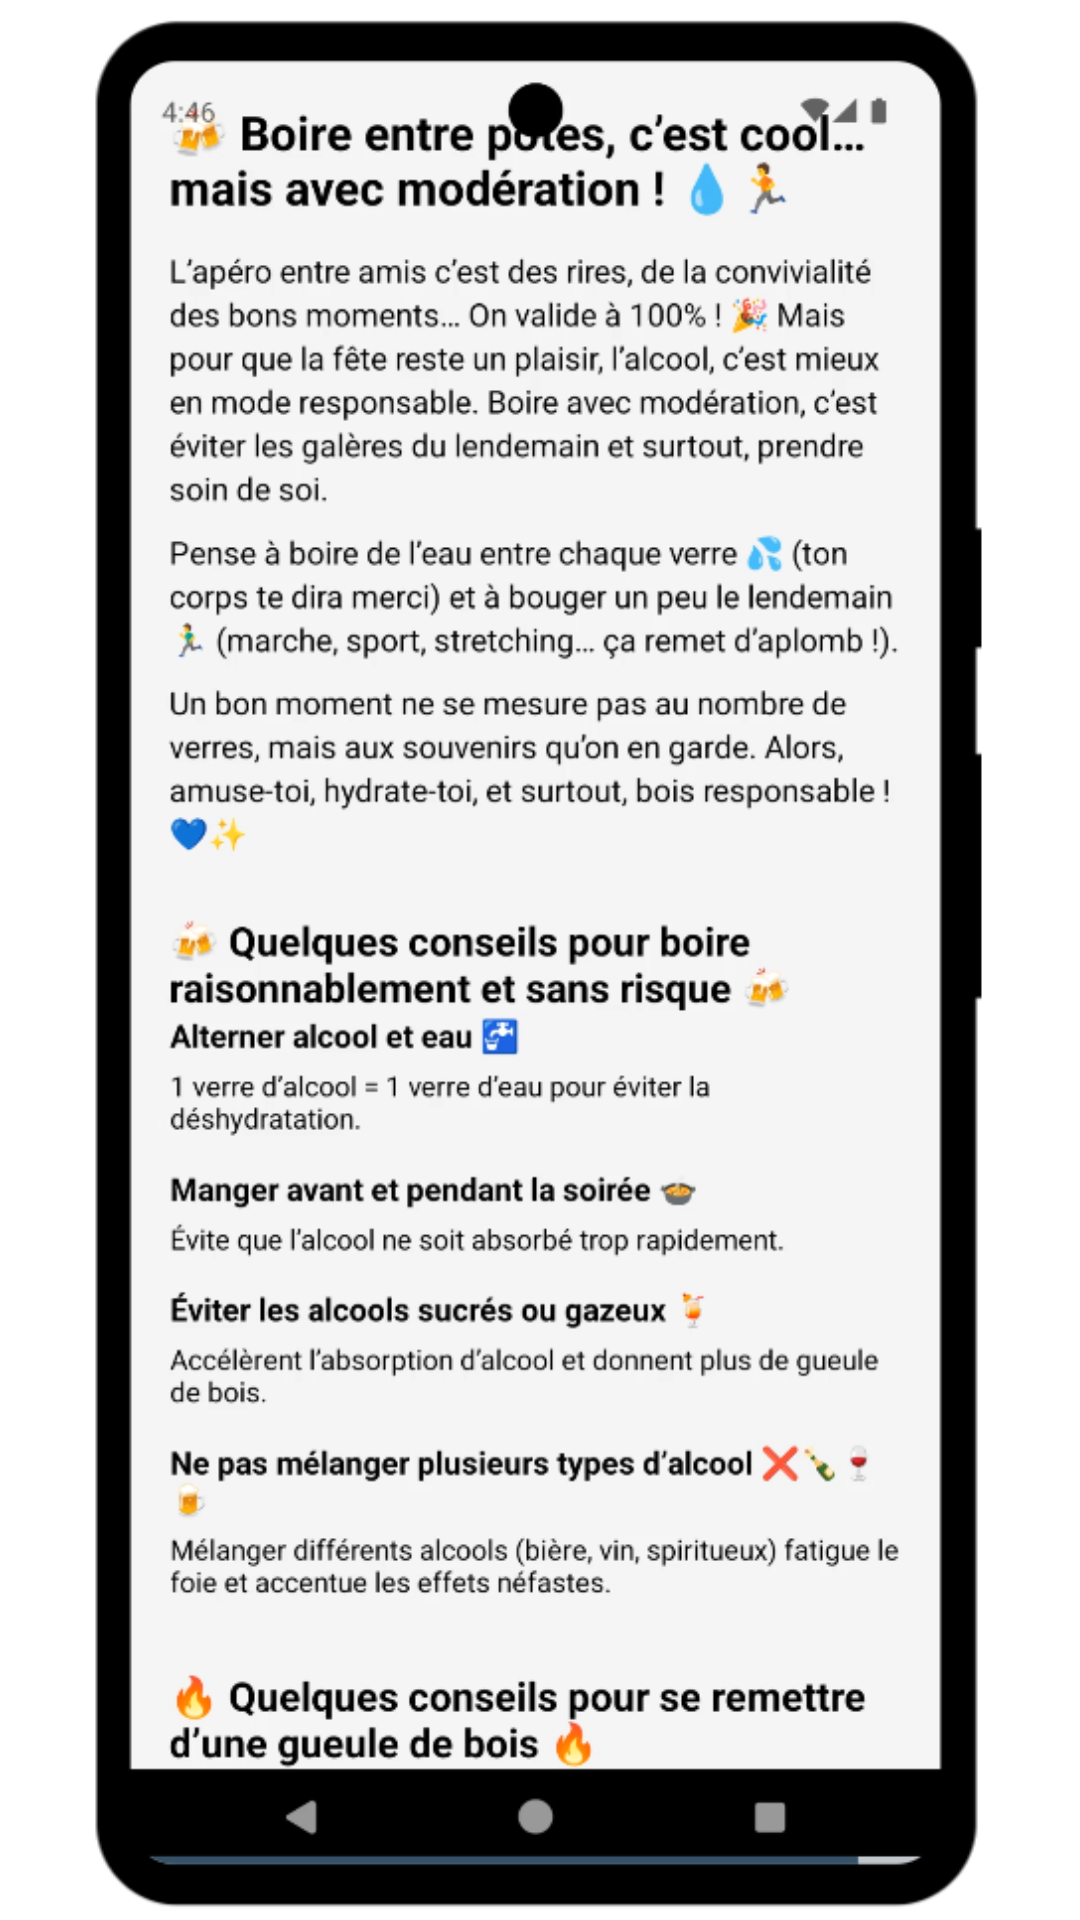 4:46
🍻 Boire entre potes, c’est cool…
mais avec modération ! 💧🏃
L’apéro entre amis c’est des rires, de la convivialité
des bons moments… On valide à 100% ! 🎉 Mais
pour que la fête reste un plaisir, l’alcool, c’est mieux
en mode responsable. Boire avec modération, c’est
éviter les galères du lendemain et surtout, prendre
soin de soi.
Pense à boire de l’eau entre chaque verre 💦 (ton
corps te dira merci) et à bouger un peu le lendemain
🏃‍♂️ (marche, sport, stretching… ça remet d’aplomb !).
Un bon moment ne se mesure pas au nombre de
verres, mais aux souvenirs qu’on en garde. Alors,
amuse-toi, hydrate-toi, et surtout, bois responsable !
💙✨
🍻 Quelques conseils pour boire
raisonnablement et sans risque 🍻
Alterner alcool et eau 🚰
1 verre d’alcool = 1 verre d’eau pour éviter la
déshydratation.
Manger avant et pendant la soirée 🍲
Évite que l’alcool ne soit absorbé trop rapidement.
Éviter les alcools sucrés ou gazeux 🍹
Accélèrent l’absorption d’alcool et donnent plus de gueule
de bois.
Ne pas mélanger plusieurs types d’alcool ❌🍾🍷
🍺
Mélanger différents alcools (bière, vin, spiritueux) fatigue le
foie et accentue les effets néfastes.
🔥 Quelques conseils pour se remettre
d’une gueule de bois 🔥